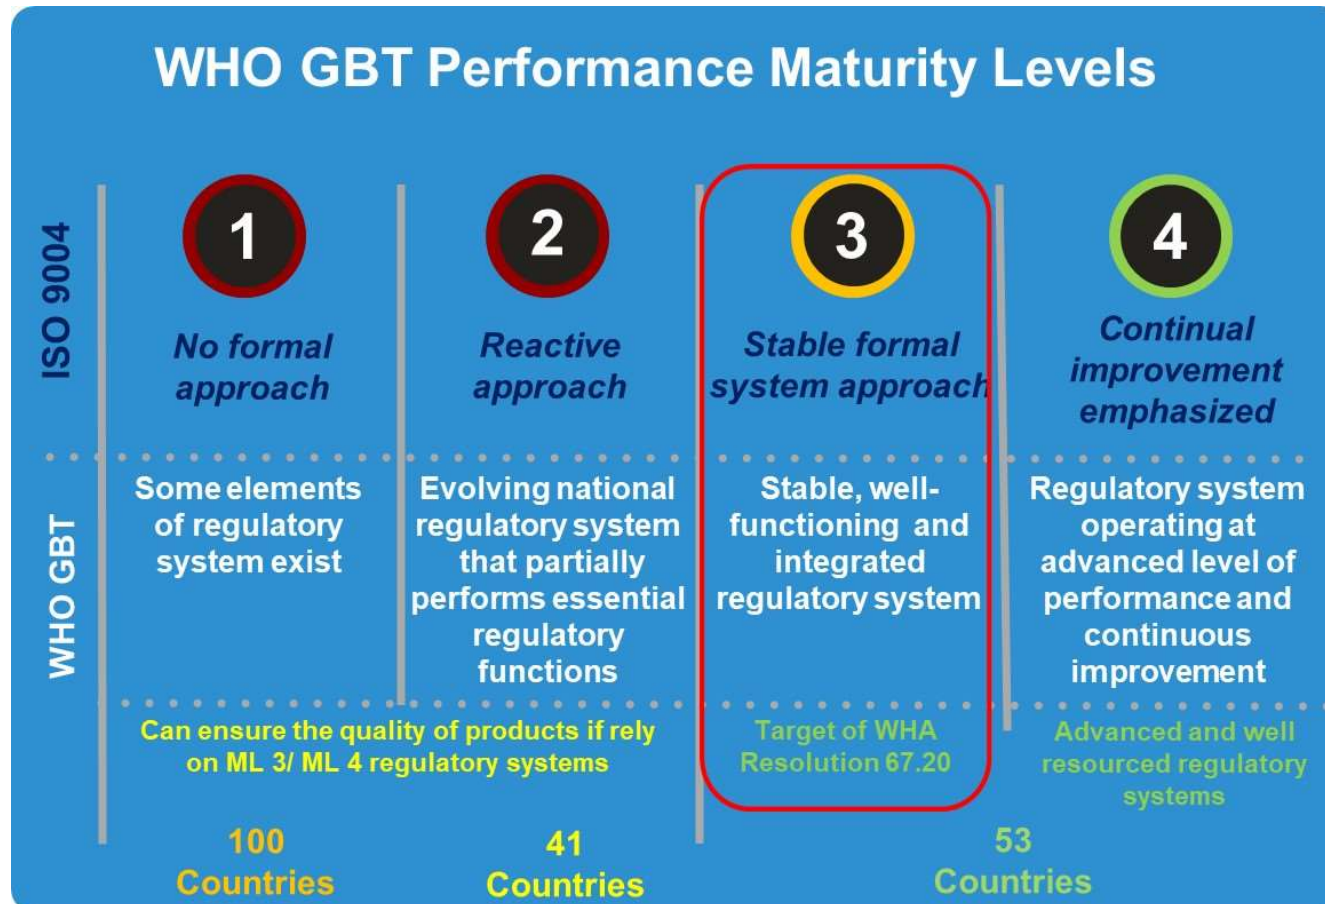 WHO GBT Performance Maturity Levels
ISO 9004
1
2
3
4
No formal
approach
Reactive
approach
Stable formal
system approach
Continual
improvement
emphasized
WHO GBT
Some elements
of regulatory
system exist
Evolving national
regulatory system
that partially
performs essential
regulatory
functions
Stable, well-
functioning and
integrated
regulatory system
Regulatory system
operating at
advanced level of
performance and
continuous
improvement
Can ensure the quality of products if rely
on ML 3/ ML 4 regulatory systems
Target of WHA
Resolution 67.20
Advanced and well
resourced regulatory
systems
100
Countries
41
Countries
53
Countries